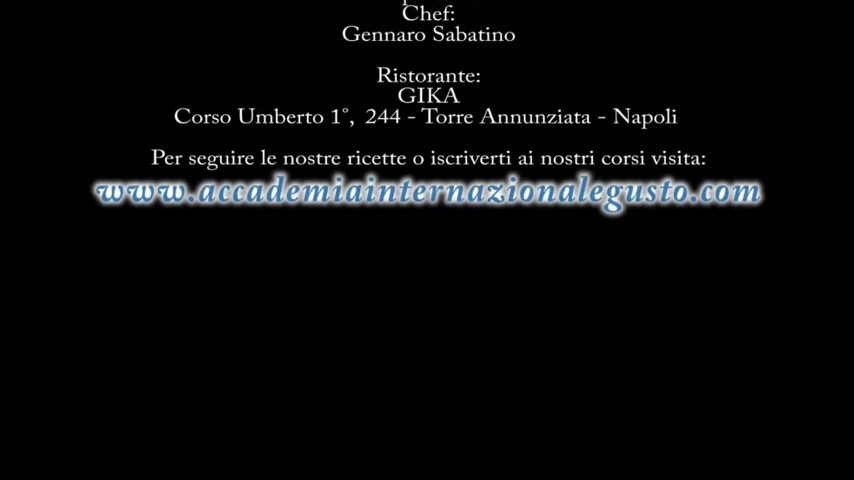 Chef:
Gennaro Sabatino
Ristorante:
GIKA
Corso Umberto 1°, 244 - Torre Annunziata - Napoli
Per seguire le nostre ricette o iscriverti ai nostri corsi visita:
www.accademiainternazionalegusto.com